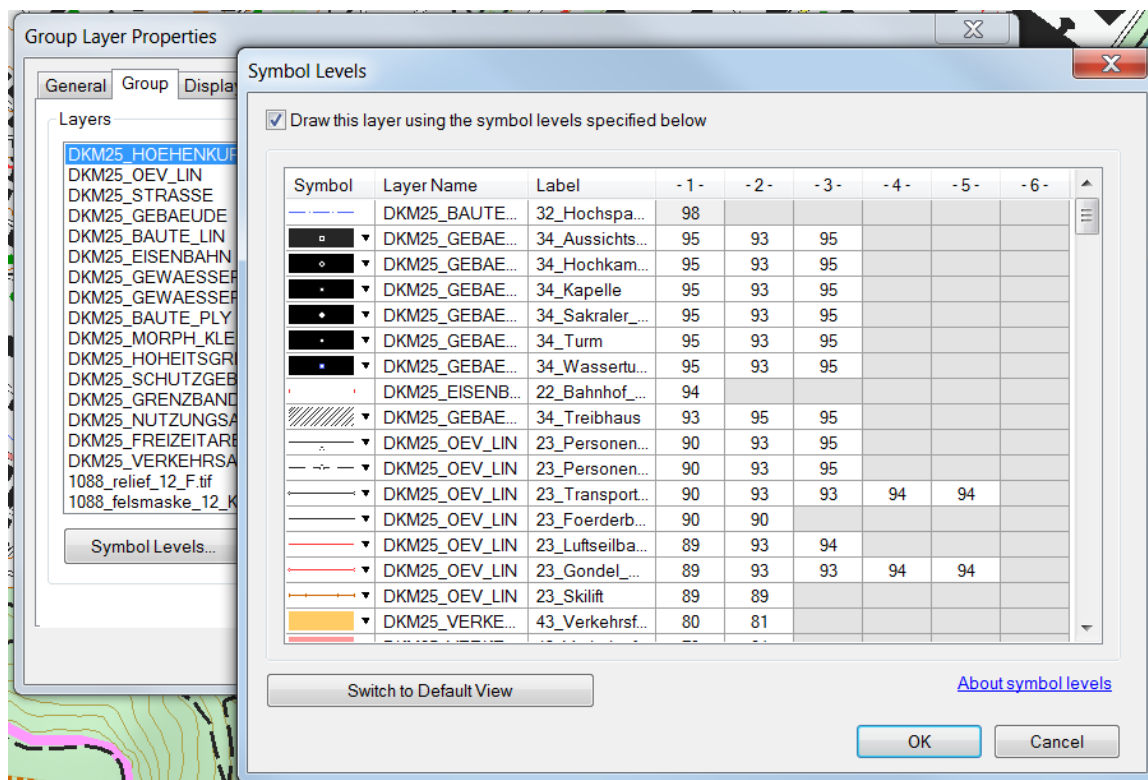 Group Layer Properties
General Group Displa
Layers
DKM25_HOEHENKUR
DKM25_OEV_LIN
DKM25_STRASSE
DKM25_GEBAEUDE
DKM25_BAUTE_LIN
DKM25_EISENBAHN
DKM25_GEWAESSER
DKM25_GEWAESSER
DKM25_BAUTE_PLY
DKM25_MORPH_KLE
DKM25_HOHEITSGR
DKM25_SCHUTZGEB
DKM25_GRENZBAND
DKM25_NUTZUNGSA
DKM25_FREIZEITARE
DKM25_VERKEHRSA
1088_relief_12_F.tif
1088_felsmaske_12_K
Symbol Levels...
Symbol Levels
Draw this layer using the symbol levels specified below
Symbol Layer Name Label - 1 - - 2 - - 3 - - 4 - - 5 - - 6 -
DKM25_BAUTE... 32_Hochspa... 98
DKM25_GEBAE... 34_Aussichts... 95 93 95
DKM25_GEBAE... 34_Hochkam... 95 93 95
DKM25_GEBAE... 34_Kapelle 95 93 95
DKM25_GEBAE... 34_Sakraler_... 95 93 95
DKM25_GEBAE... 34_Turm 95 93 95
DKM25_GEBAE... 34_Wassertu... 95 93 95
DKM25_EISENB... 22_Bahnhof_... 94
DKM25_GEBAE... 34_Treibhaus 93 95 95
DKM25_OEV_LIN 23_Personen... 90 93 95
DKM25_OEV_LIN 23_Personen... 90 93 95
DKM25_OEV_LIN 23_Transport... 90 93 93 94 94
DKM25_OEV_LIN 23_Foerderb... 90 90
DKM25_OEV_LIN 23_Luftseilba... 89 93 94
DKM25_OEV_LIN 23_Gondel_... 89 93 93 94 94
DKM25_OEV_LIN 23_Skilift 89 89
DKM25_VERKE... 43_Verkehrsf... 80 81
Switch to Default View
About symbol levels
OK Cancel